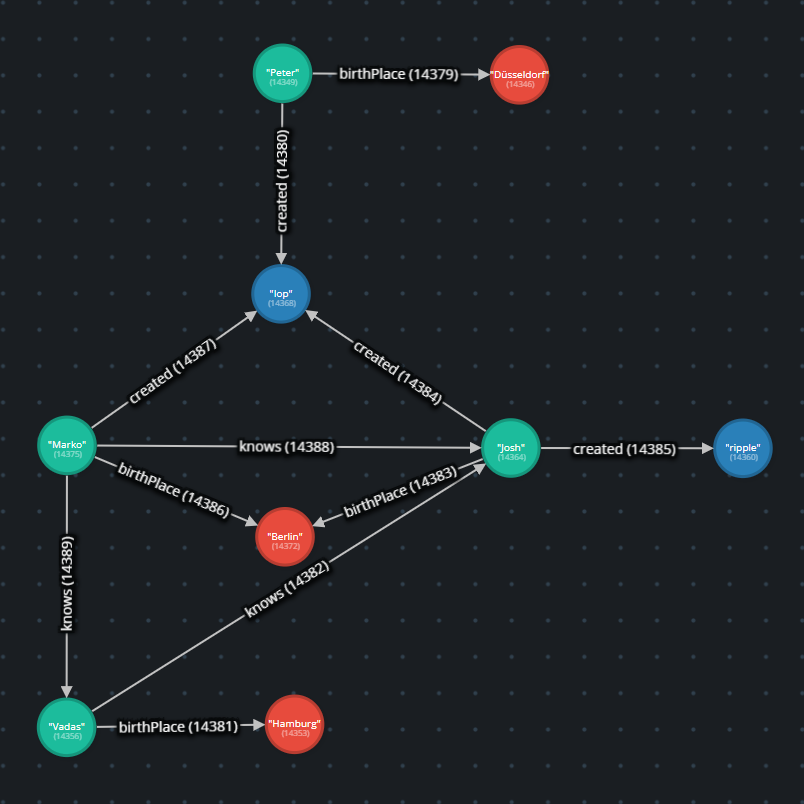 "Peter"
(14349)
birthPlace (14379)
"Düsseldorf"
(14346)
created (14380)
"lop"
(14368)
created (14387)
created (14384)
"Marko"
(14375)
knows (14388)
"Josh"
(14364)
created (14385)
"ripple"
(14360)
birthPlace (14386)
birthPlace (14383)
"Berlin"
(14372)
knows (14389)
knows (14382)
"Vadas"
(14356)
birthPlace (14381)
"Hamburg"
(14353)